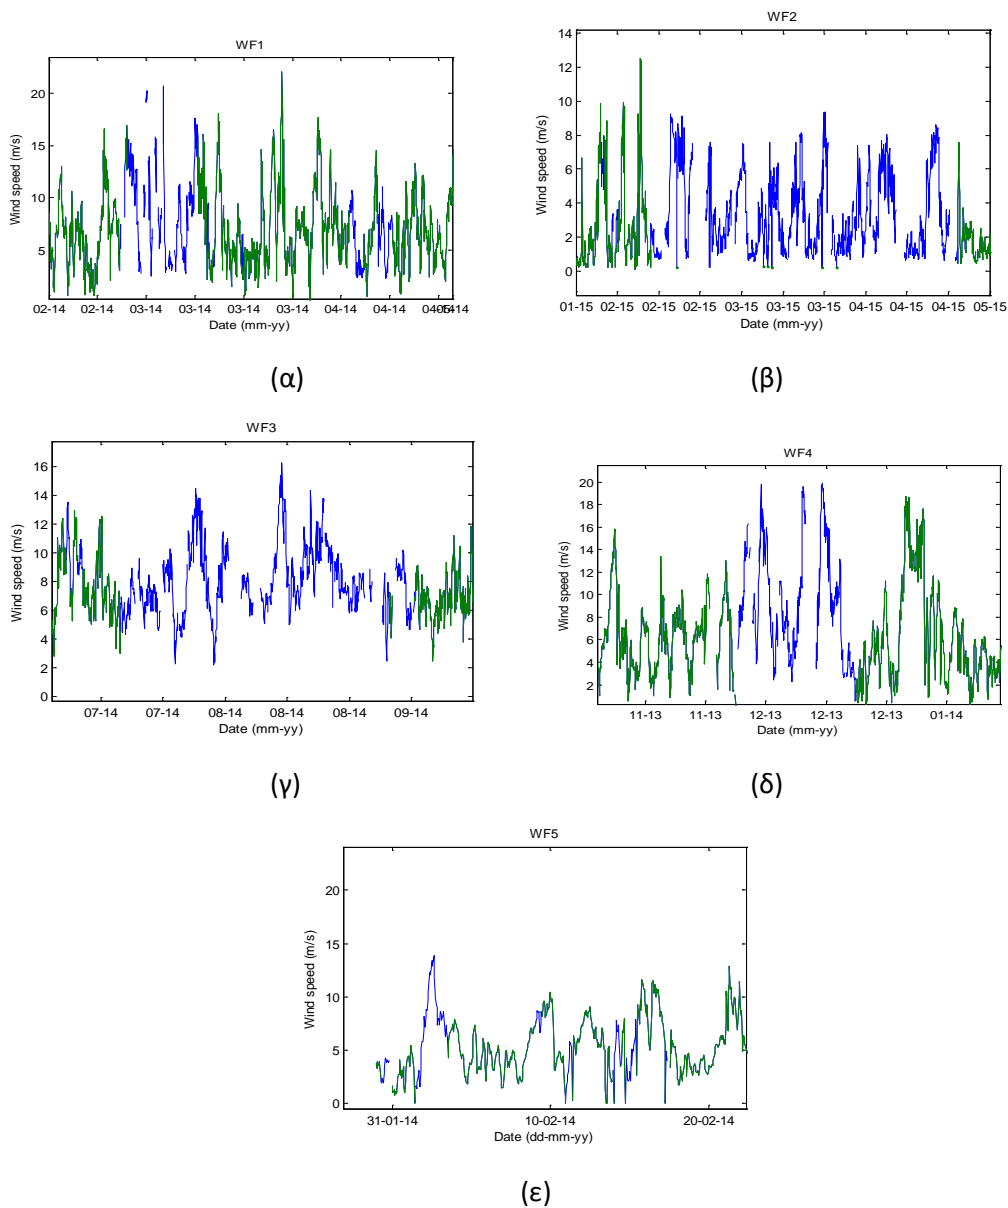 WF1
Wind speed (m/s)
20
15
10
5
02-14 02-14 03-14 03-14 03-14 03-14 04-14 04-14
Date (mm-yy)
(α)
WF2
Wind speed (m/s)
14
12
10
8
6
4
2
0
01-15 02-15 02-15 02-15 03-15 03-15 03-15 04-15 04-15 04-15 05-15
Date (mm-yy)
(β)
WF3
Wind speed (m/s)
16
14
12
10
8
6
4
2
0
07-14 07-14 08-14 08-14 08-14 09-14
Date (mm-yy)
(γ)
WF4
Wind speed (m/s)
20
18
16
14
12
10
8
6
4
2
11-13 11-13 12-13 12-13 12-13 01-14
Date (mm-yy)
(δ)
WF5
Wind speed (m/s)
20
15
10
5
0
31-01-14 10-02-14 20-02-14
Date (dd-mm-yy)
(ε)